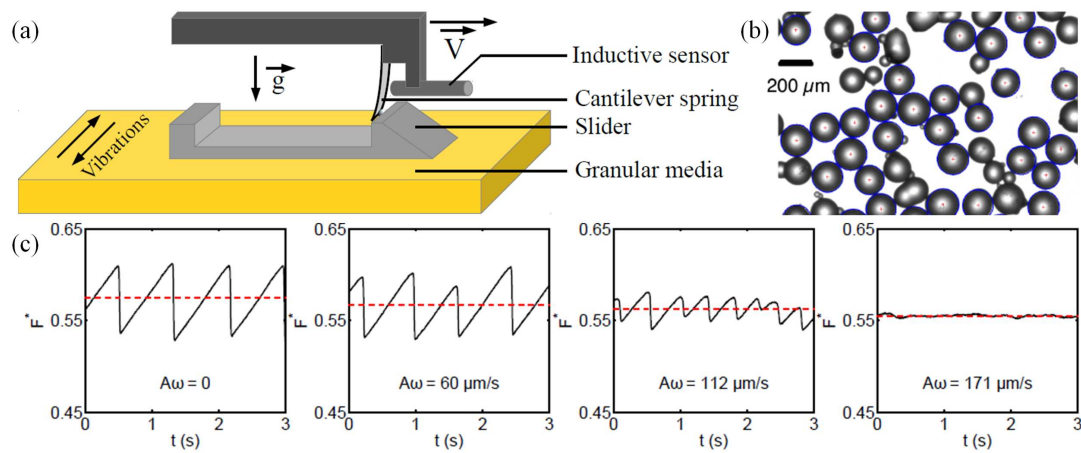 (a)
V
Inductive sensor
g
Cantilever spring
Slider
Vibrations
Granular media
(b)
200 µm
(c)
0.65
0.55
0.45
F*
Aω = 0
0 1 2 3
t (s)
0.65
0.55
0.45
F*
Aω = 60 µm/s
0 1 2 3
t (s)
0.65
0.55
0.45
F*
Aω = 112 µm/s
0 1 2 3
t (s)
0.65
0.55
0.45
F*
Aω = 171 µm/s
0 1 2 3
t (s)